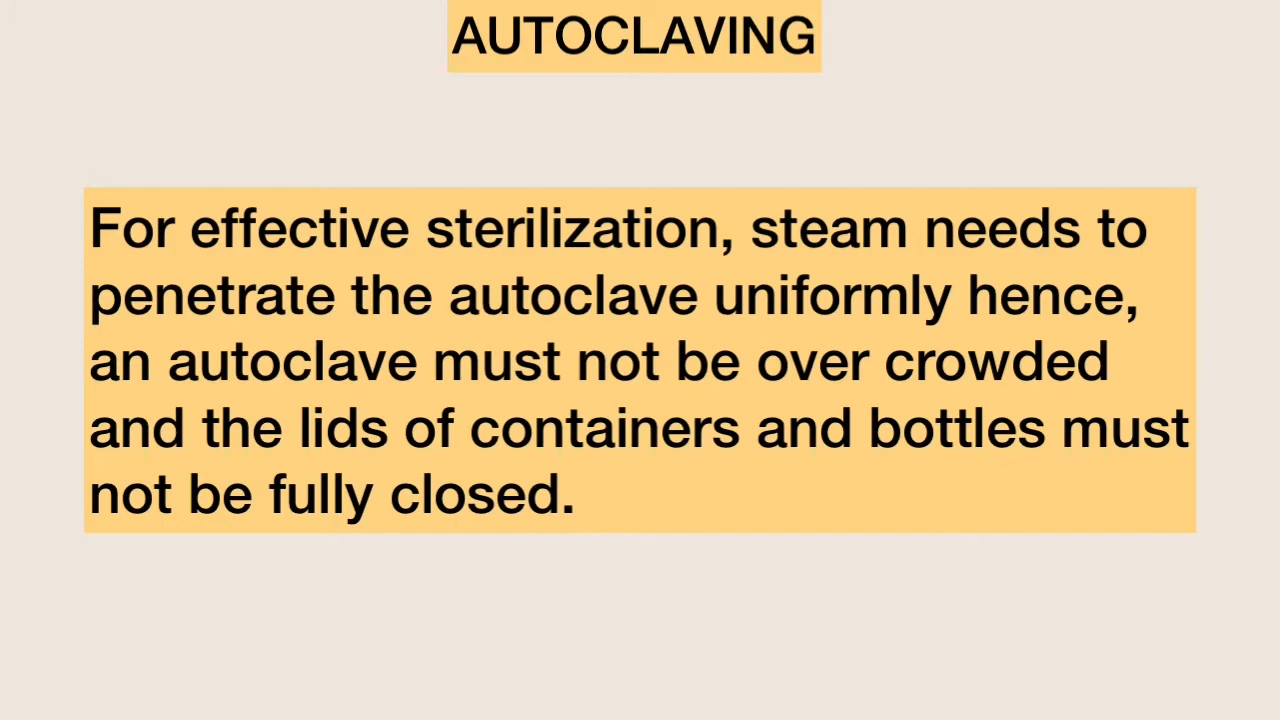 AUTOCLAVING
For effective sterilization, steam needs to
penetrate the autoclave uniformly hence,
an autoclave must not be over crowded
and the lids of containers and bottles must
not be fully closed.